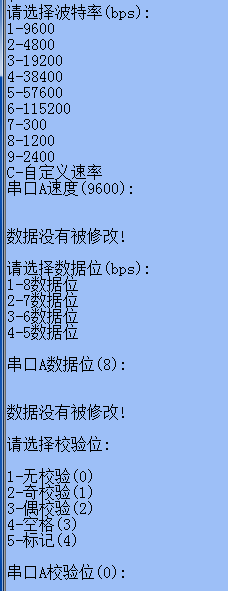 请选择波特率(bps):
1-9600
2-4800
3-19200
4-38400
5-57600
6-115200
7-300
8-1200
9-2400
C-自定义速率
串口A速度(9600):
数据没有被修改!
请选择数据位(bps):
1-8数据位
2-7数据位
3-6数据位
4-5数据位
串口A数据位(8):
数据没有被修改!
请选择校验位:
1-无校验(0)
2-奇校验(1)
3-偶校验(2)
4-空格(3)
5-标记(4)
串口A校验位(0):